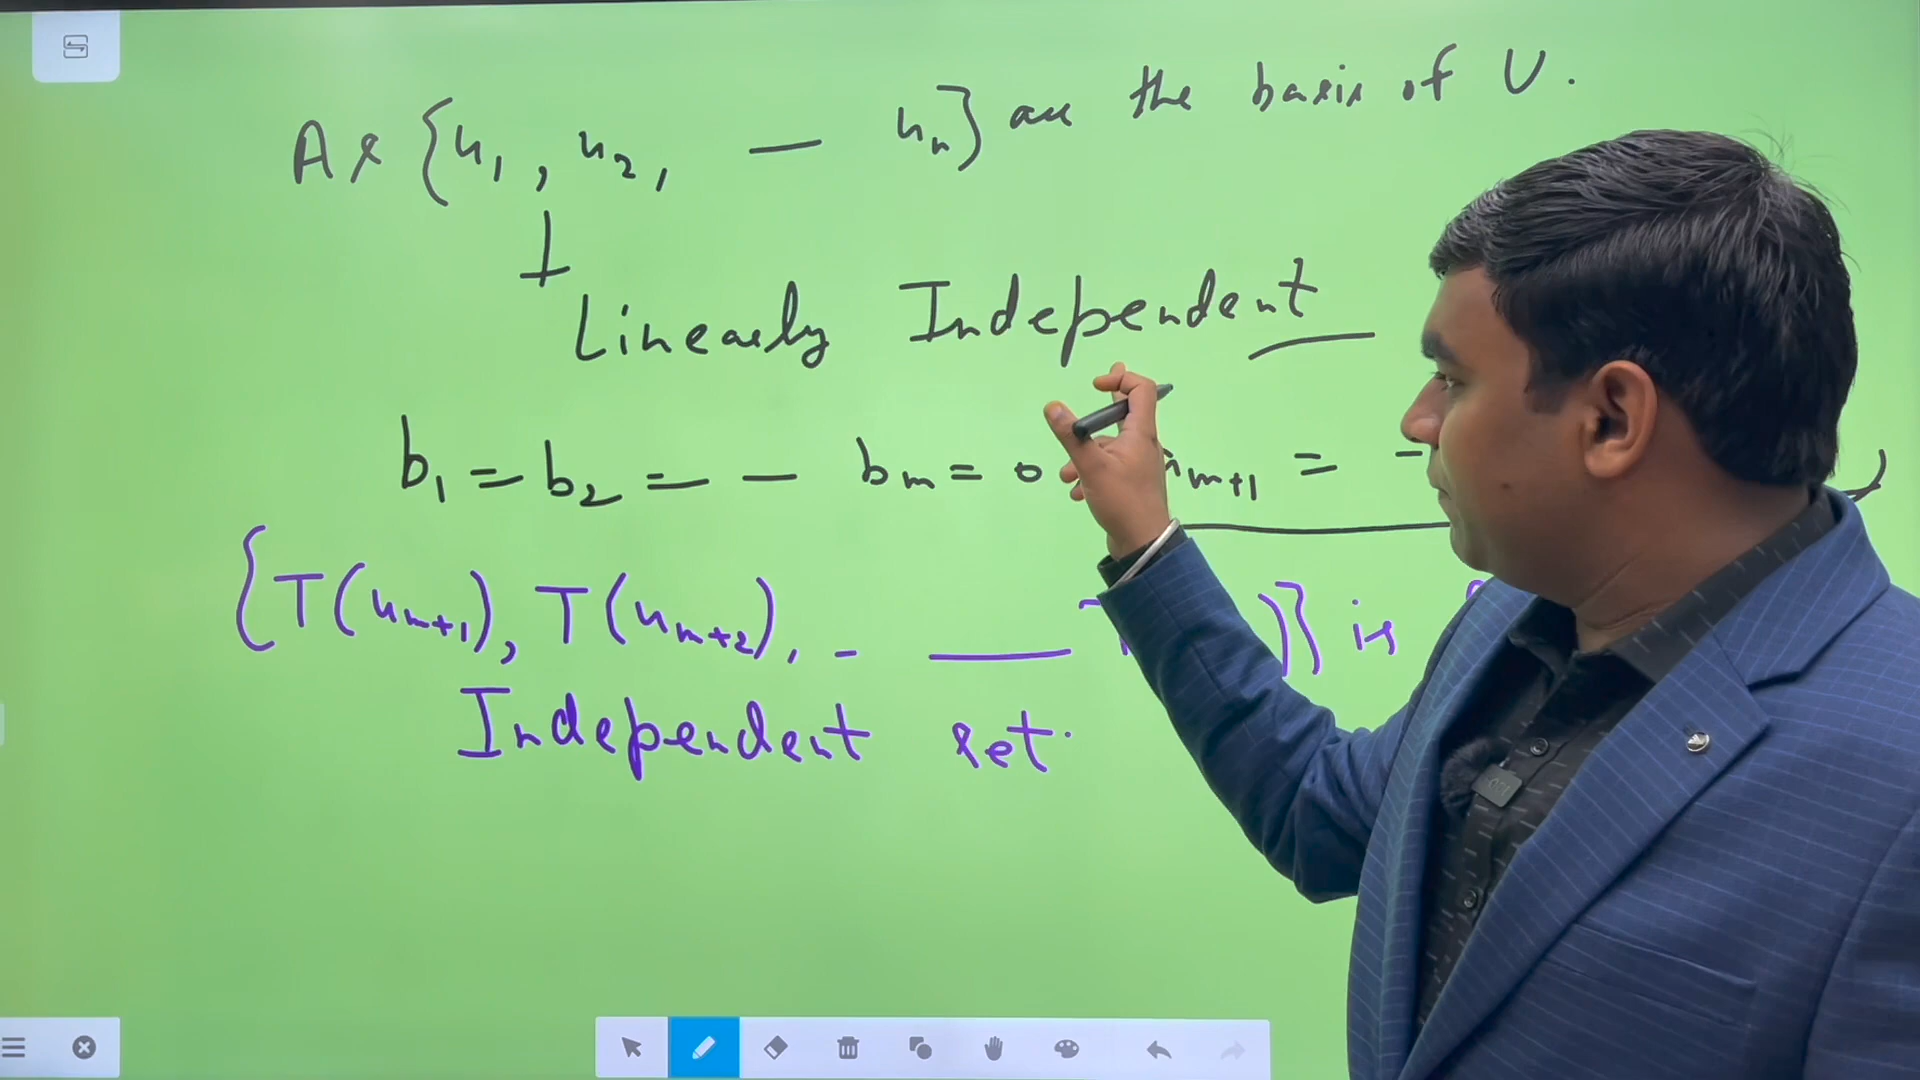 As {u₁, u₂, — uₙ} are the basis of U.
Linearly Independent
b₁ = b₂ = — bₘ = 0 ₘ₊₁ = -
{T(uₘ₊₁), T(uₘ₊₂), - — )} is
Independent set.